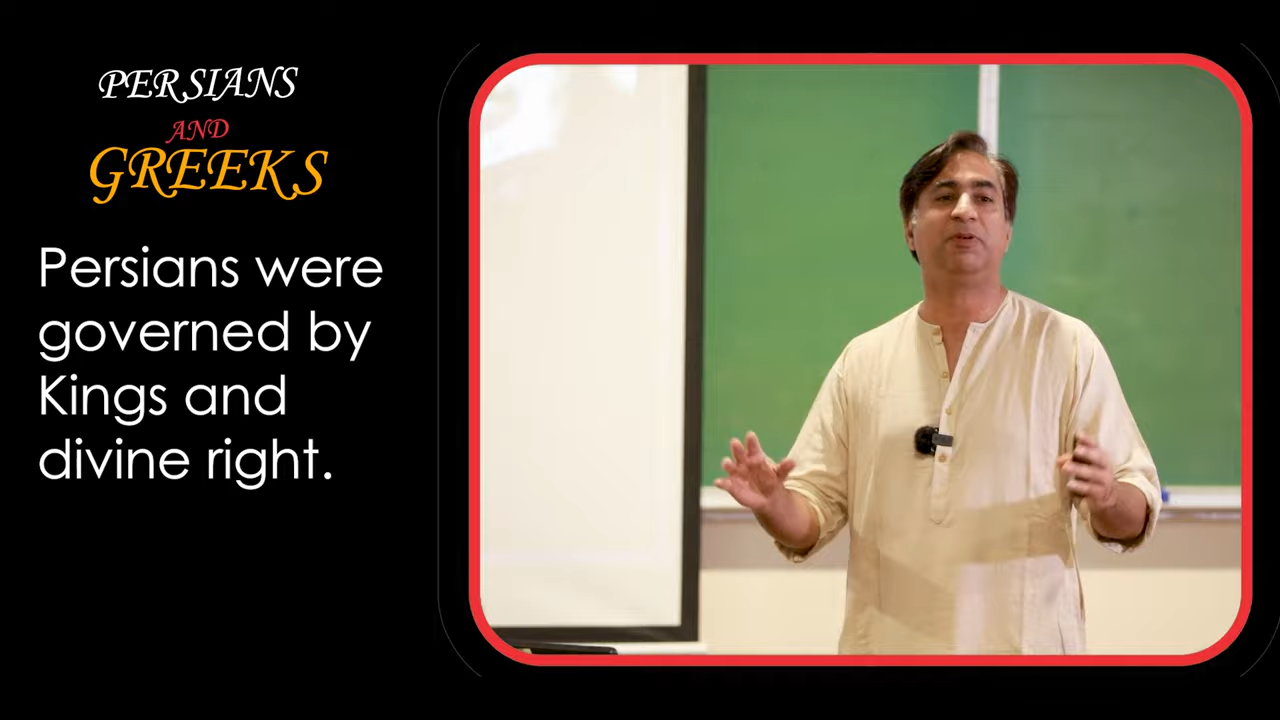 PERSIANS
AND
GREEKS
Persians were
governed by
Kings and
divine right.